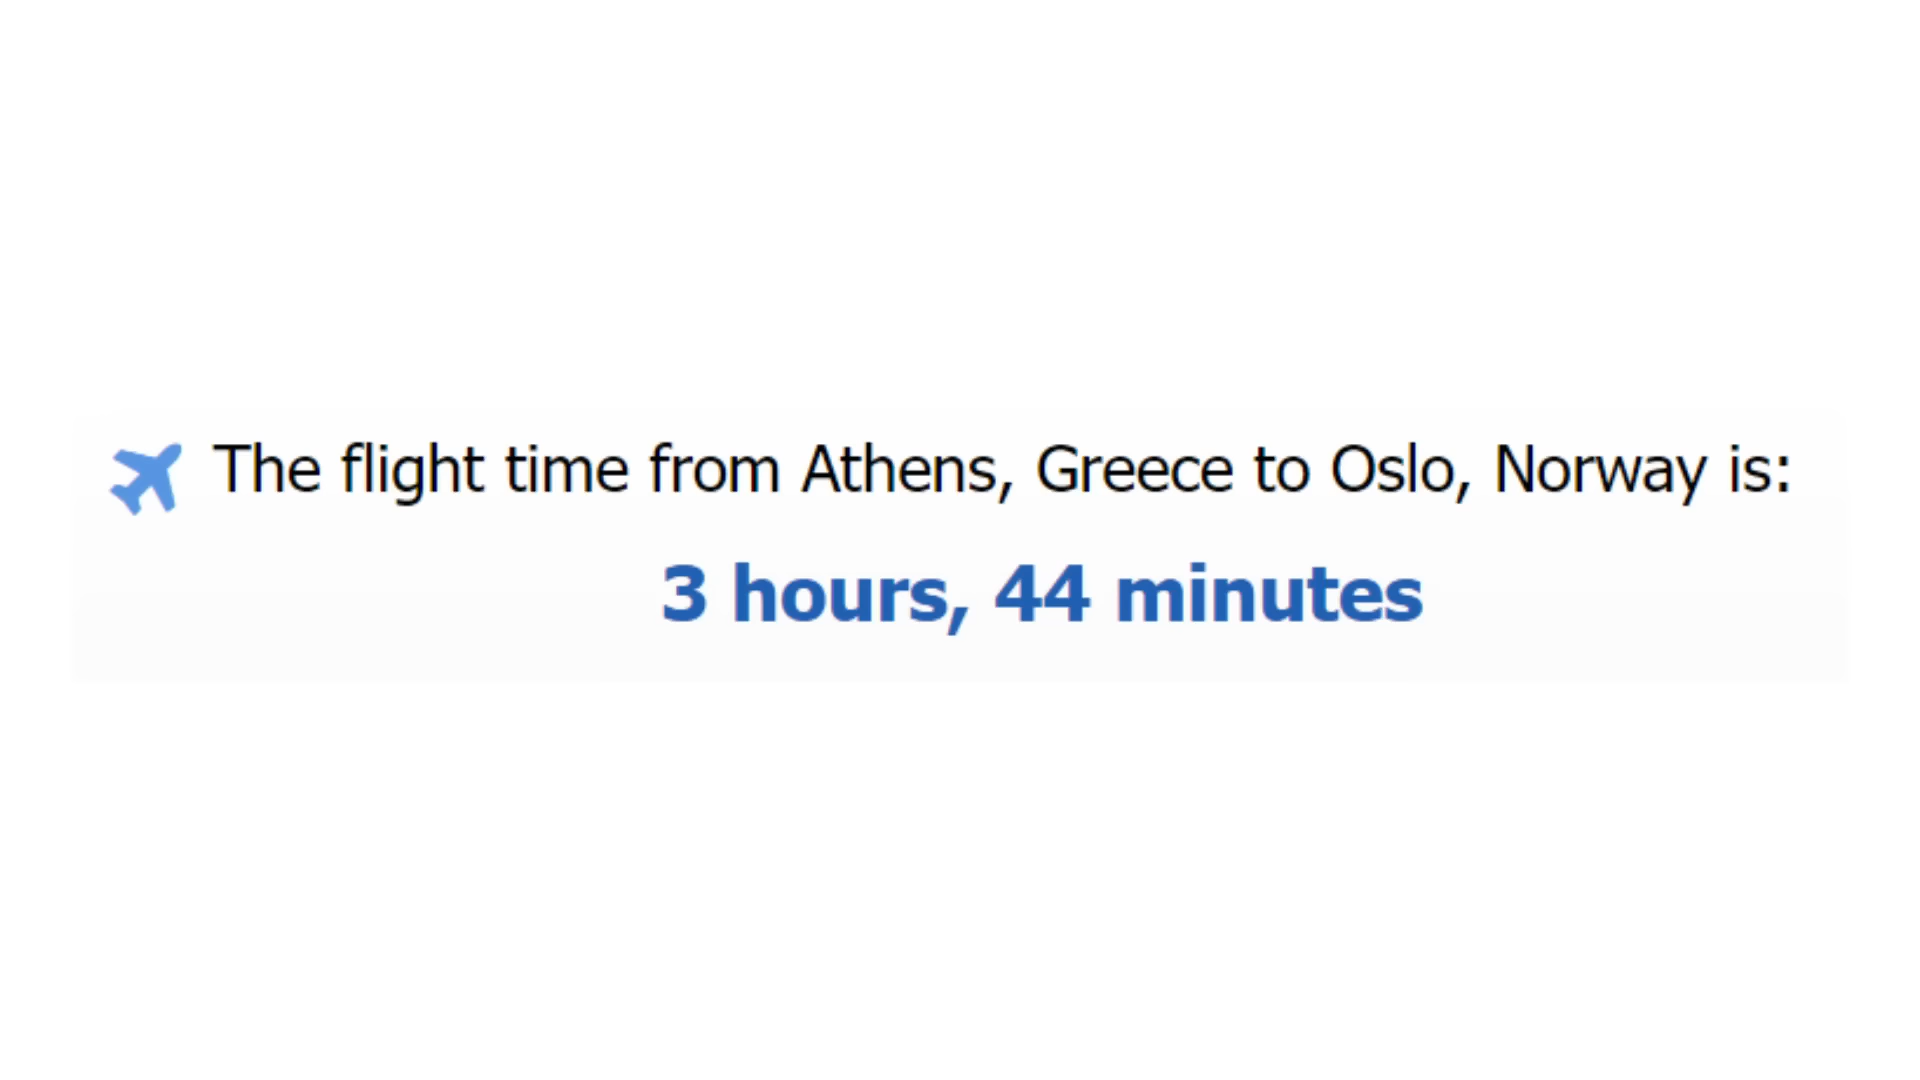 The flight time from Athens, Greece to Oslo, Norway is:
3 hours, 44 minutes